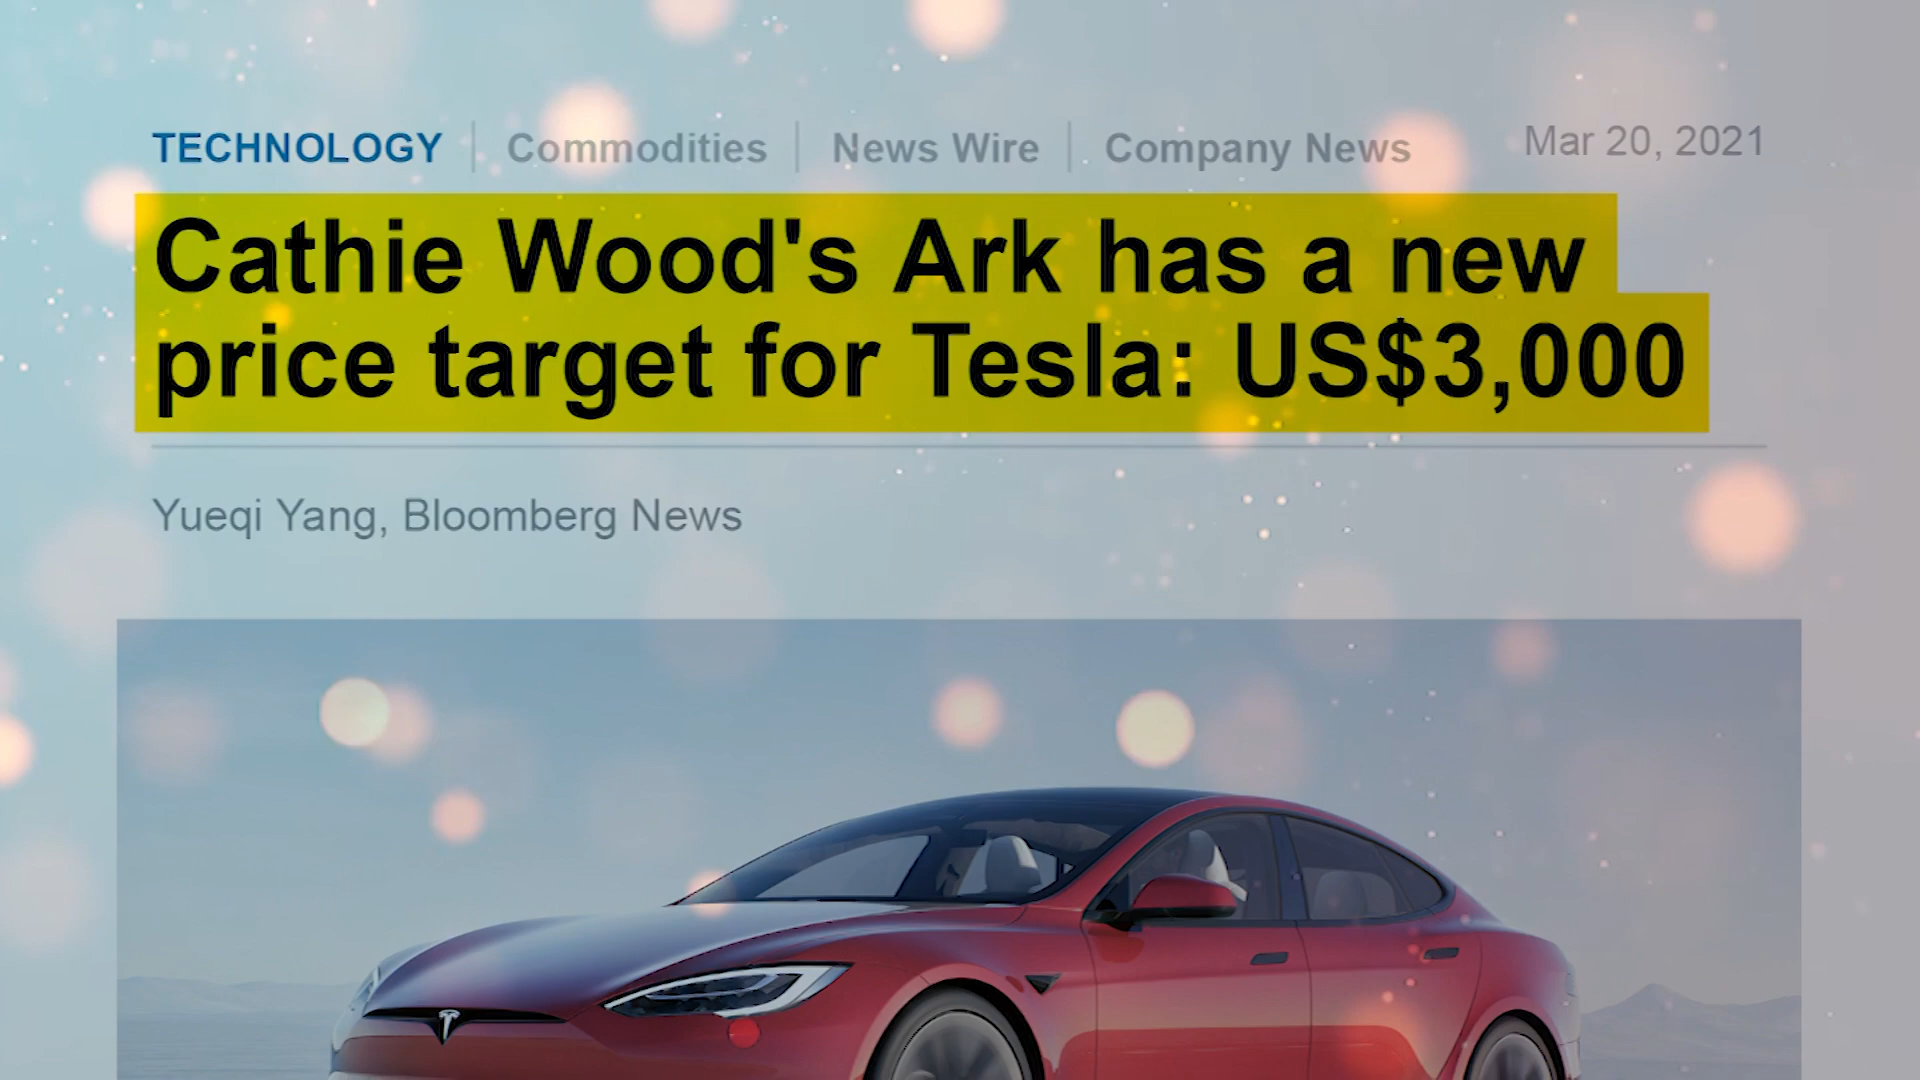 TECHNOLOGY | Commodities | News Wire | Company News Mar 20, 2021
Cathie Wood's Ark has a new
price target for Tesla: US$3,000
Yueqi Yang, Bloomberg News